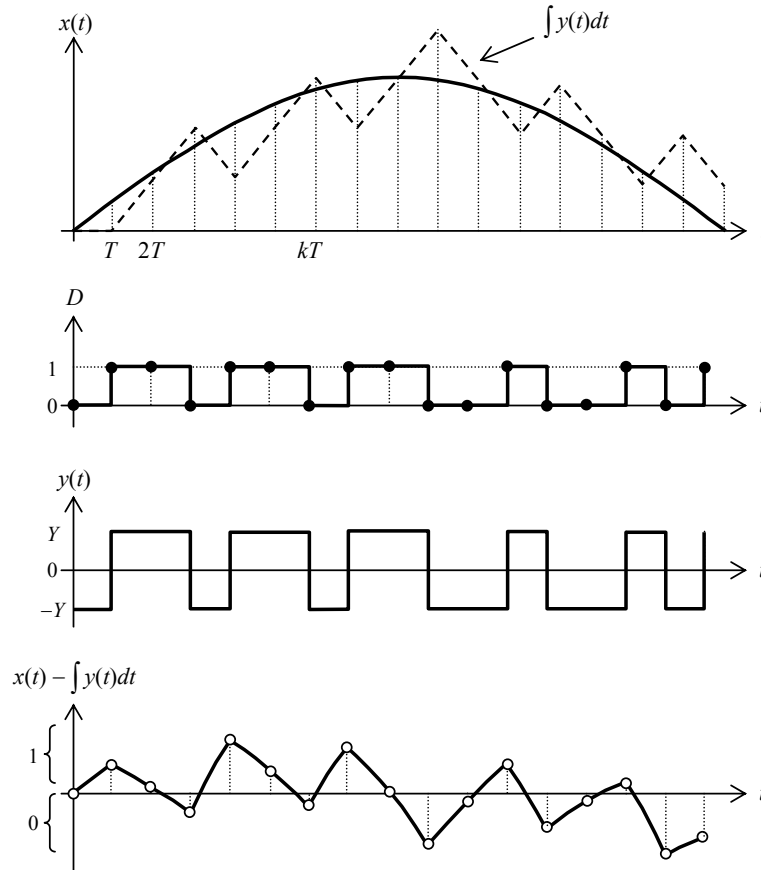 x(t)
∫ y(t)dt
T 2T kT
D
1
0
t
y(t)
Y
0
t
–Y
x(t) – ∫ y(t)dt
1
t
0